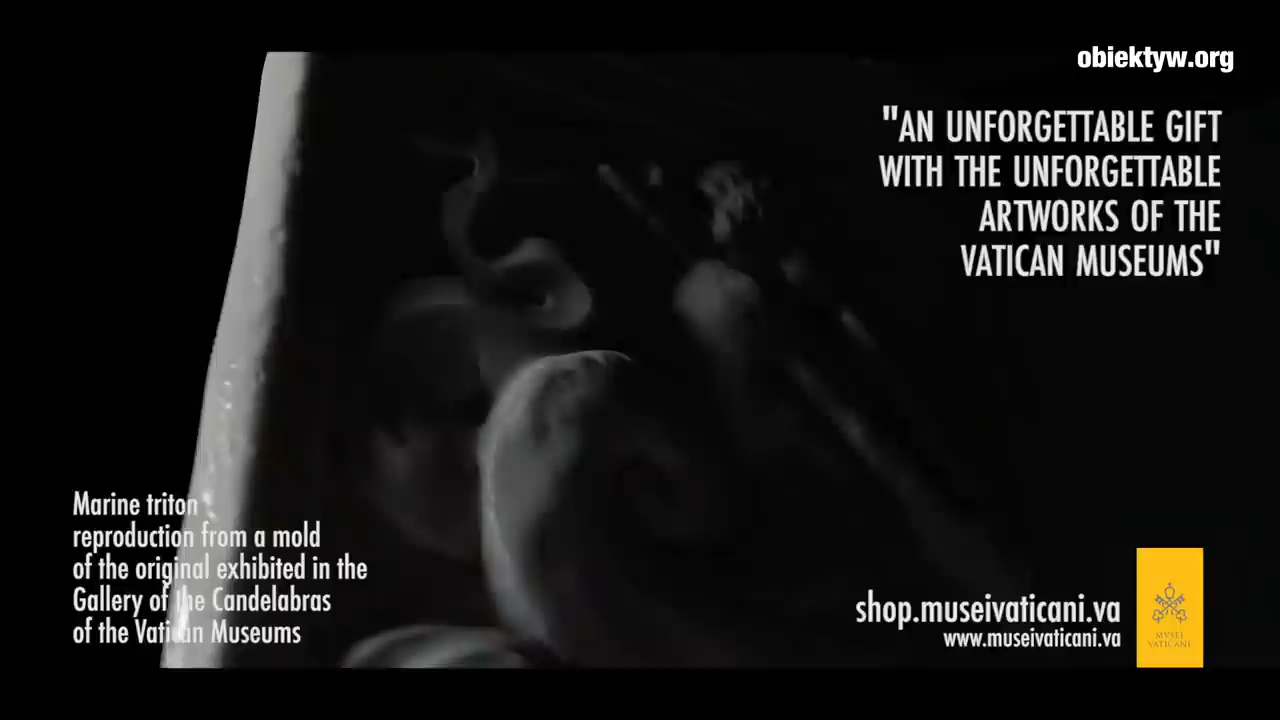 obiektyw.org
"AN UNFORGETTABLE GIFT
WITH THE UNFORGETTABLE
ARTWORKS OF THE
VATICAN MUSEUMS"
Marine triton
reproduction from a mold
of the original exhibited in the
Gallery of the Candelabras
of the Vatican Museums
shop.museivaticani.va
www.museivaticani.va
MVSEI
VATICANI